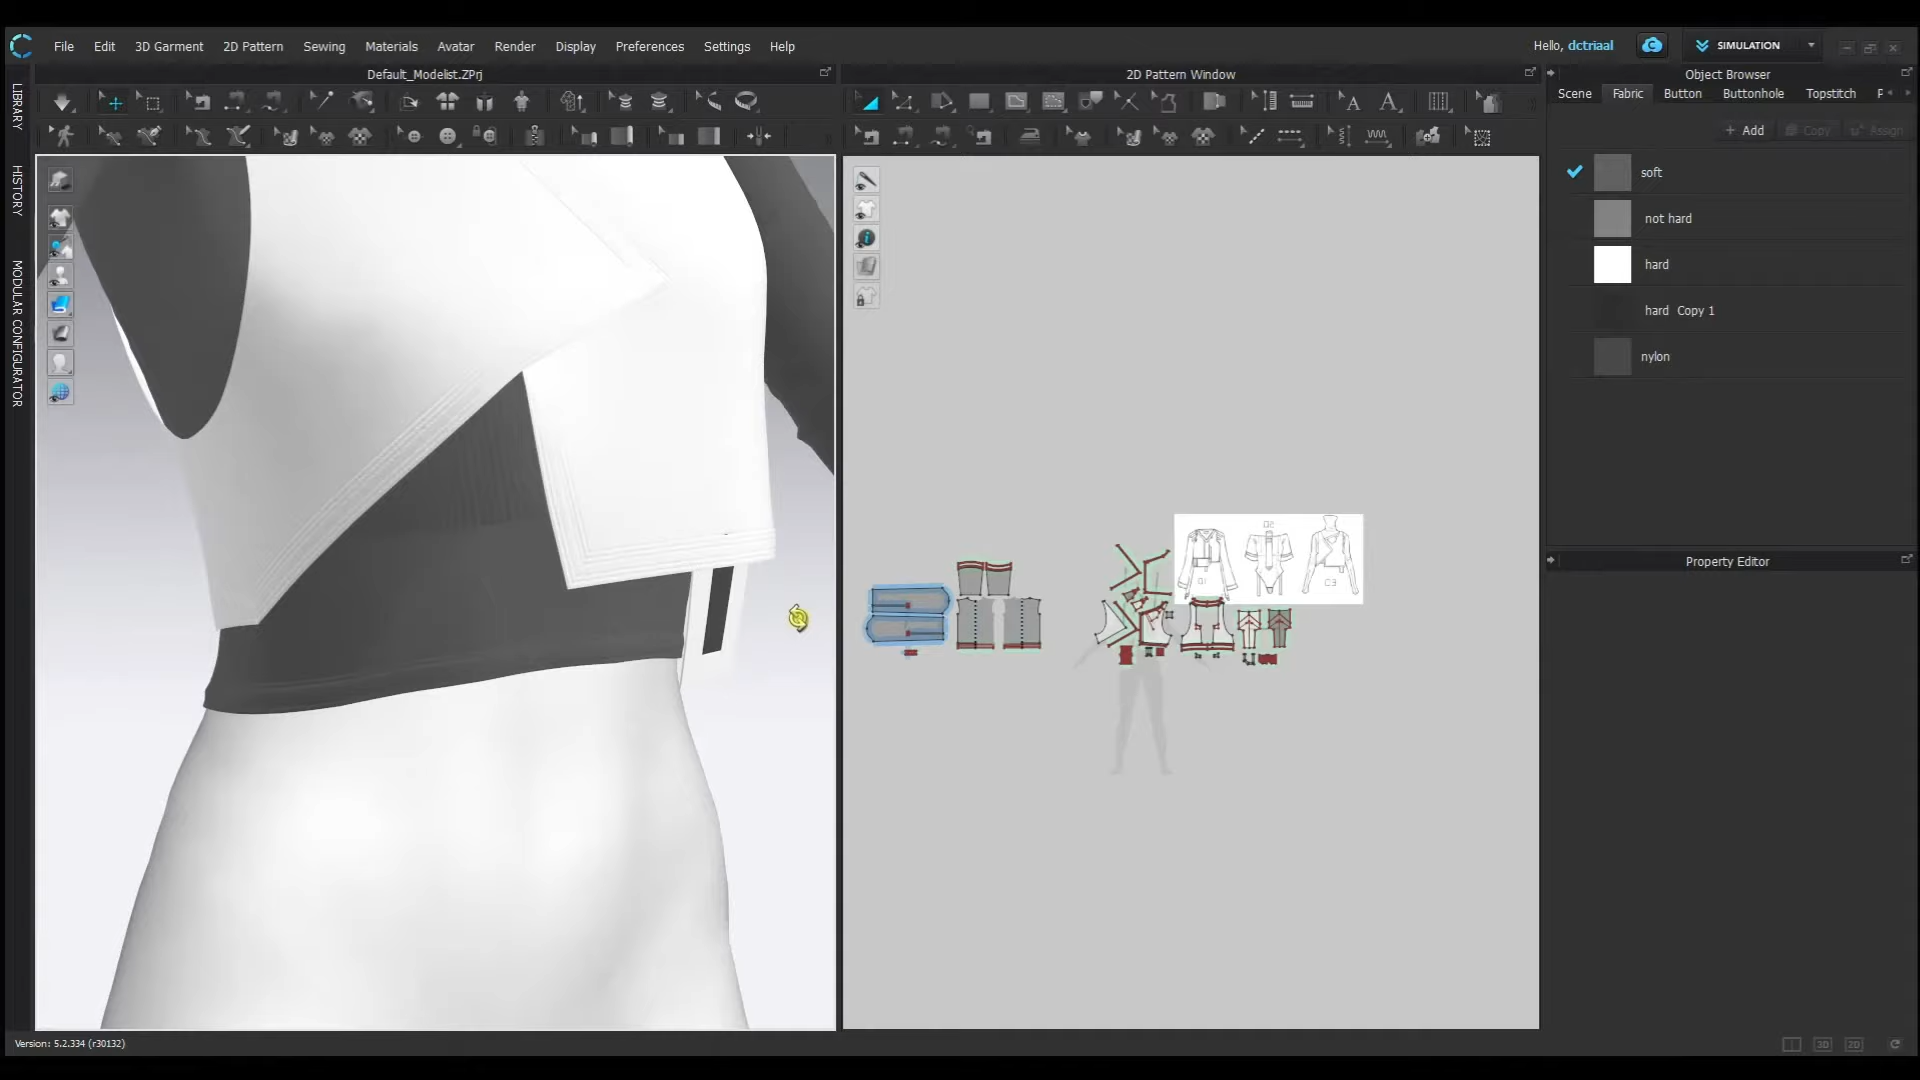 File Edit 3D Garment 2D Pattern Sewing Materials Avatar Render Display Preferences Settings Help
Hello, dctriaal
SIMULATION
Default_Modelist.ZPrj
2D Pattern Window
Object Browser
LIBRARY
HISTORY
MODULAR CONFIGURATOR
Scene Fabric Button Buttonhole Topstitch
+ Add Copy Assign
soft
not hard
hard
hard Copy 1
nylon
Property Editor
Version: 5.2.334 (r30132)
3D 2D